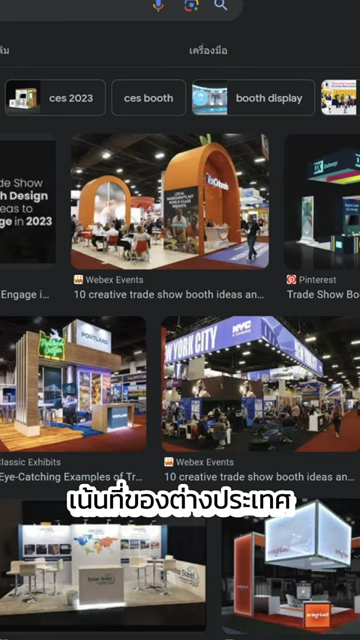 ิ่ม
เครื่องมือ
ces 2023
ces booth
booth display
de Show
h Design
eas to
ge in 2023
Engage i...
Webex Events
10 creative trade show booth ideas an...
Pinterest
Trade Show Bo
PORTLAND
YORK CITY
NYC
Classic Exhibits
Eye-Catching Examples of Tr...
Webex Events
10 creative trade show booth ideas an...
เน้นที่ของต่างประเทศ